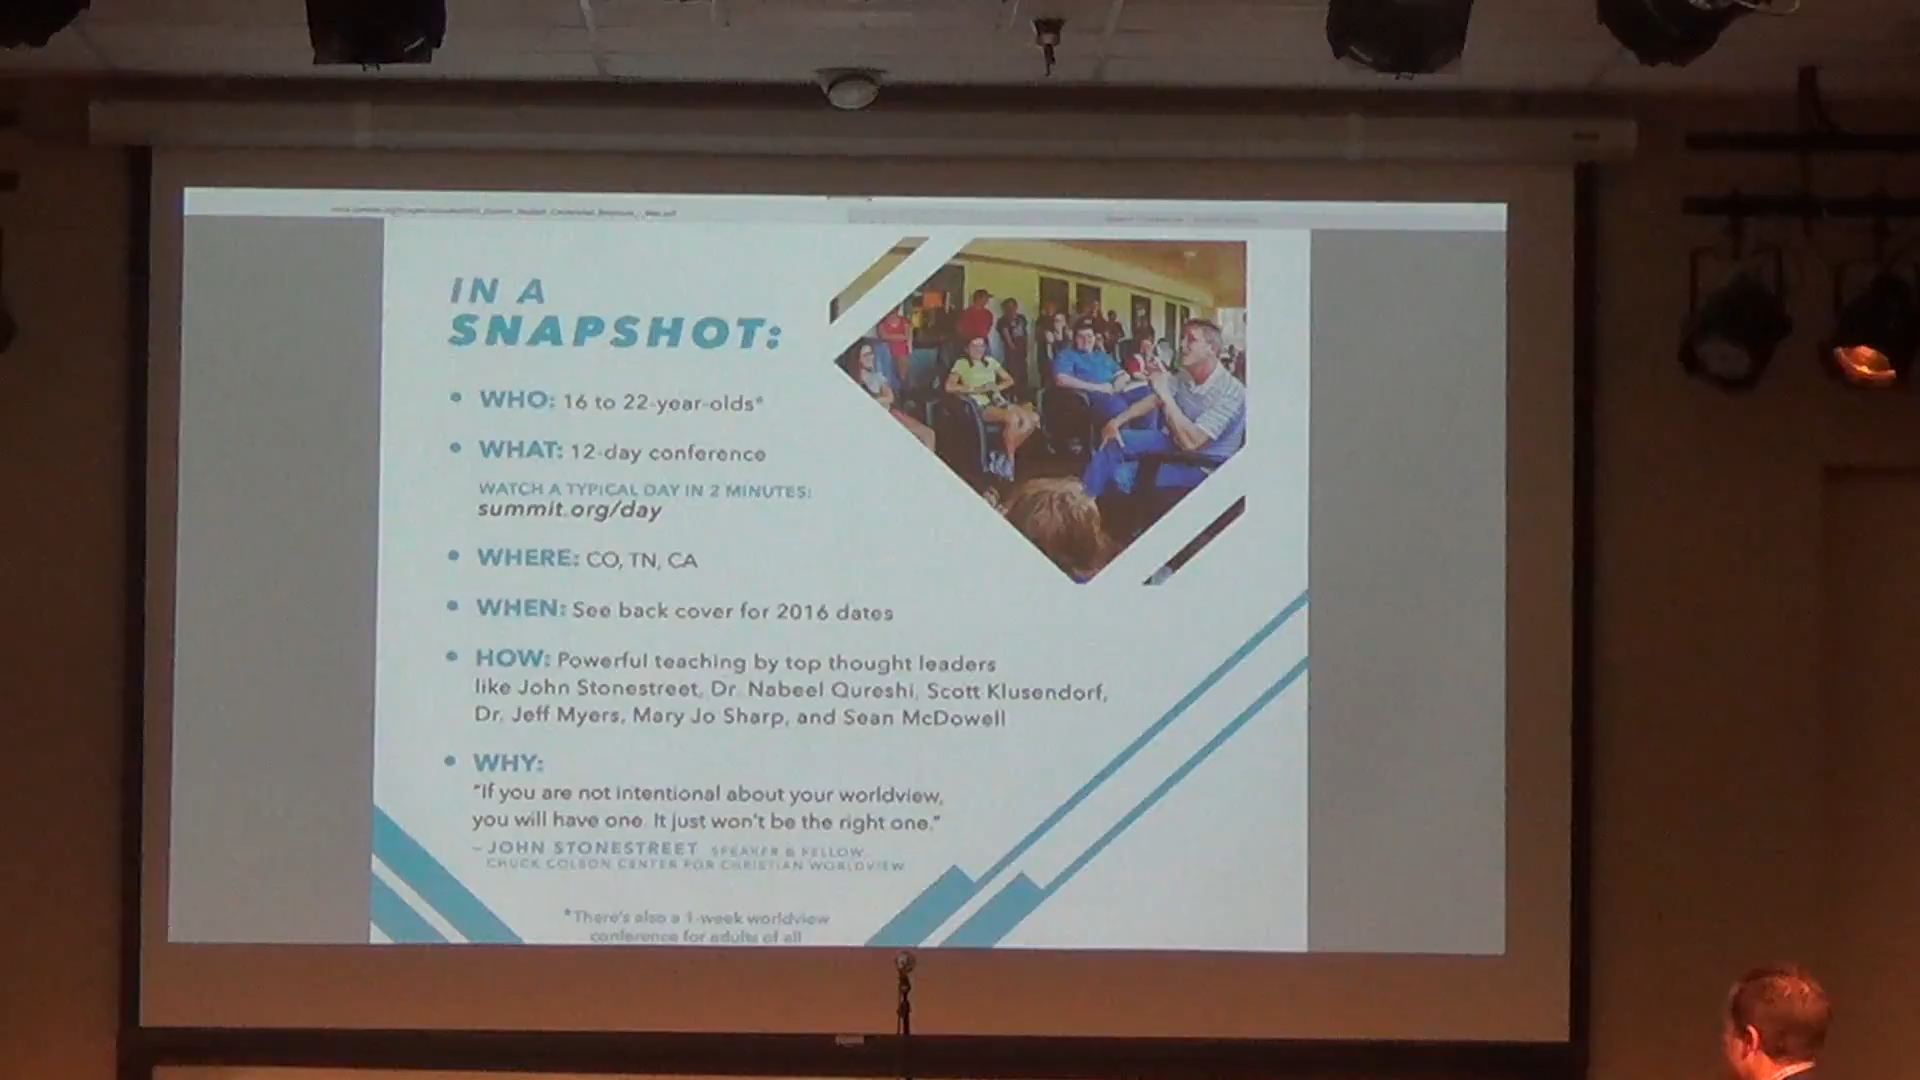 IN A
SNAPSHOT:
• WHO: 16 to 22-year-olds*
• WHAT: 12-day conference
WATCH A TYPICAL DAY IN 2 MINUTES:
summit.org/day
• WHERE: CO, TN, CA
• WHEN: See back cover for 2016 dates
• HOW: Powerful teaching by top thought leaders
like John Stonestreet, Dr. Nabeel Qureshi, Scott Klusendorf,
Dr. Jeff Myers, Mary Jo Sharp, and Sean McDowell
• WHY:
"If you are not intentional about your worldview,
you will have one. It just won't be the right one."
– JOHN STONESTREET SPEAKER & FELLOW,
CHUCK COLSON CENTER FOR CHRISTIAN WORLDVIEW
*There's also a 1-week worldview
conference for adults of all